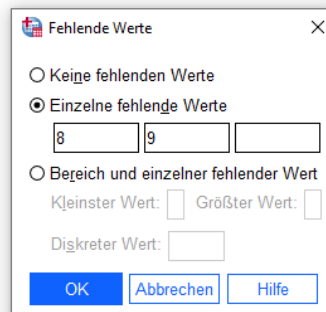 Fehlende Werte
Keine fehlenden Werte
Einzelne fehlende Werte
8 9
Bereich und einzelner fehlender Wert
Kleinster Wert: Größter Wert:
Diskreter Wert:
OK Abbrechen Hilfe